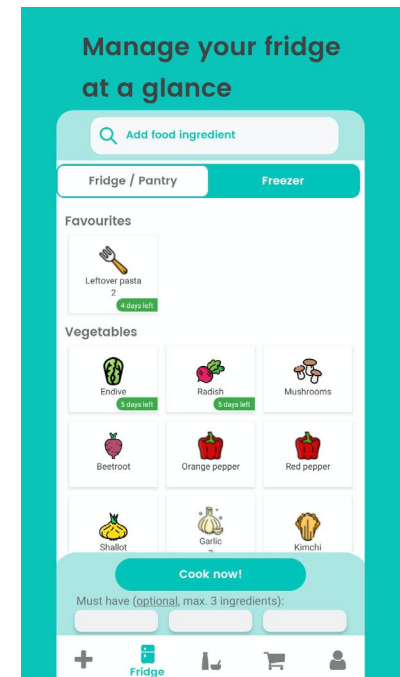 Manage your fridge
at a glance
Add food ingredient
Fridge / Pantry
Freezer
Favourites
Leftover pasta
2
4 days left
Vegetables
Endive
5 days left
Radish
5 days left
Mushrooms
Beetroot
Orange pepper
Red pepper
Shallot
Garlic
Kimchi
Cook now!
Must have (optional, max. 3 ingredients):
Fridge